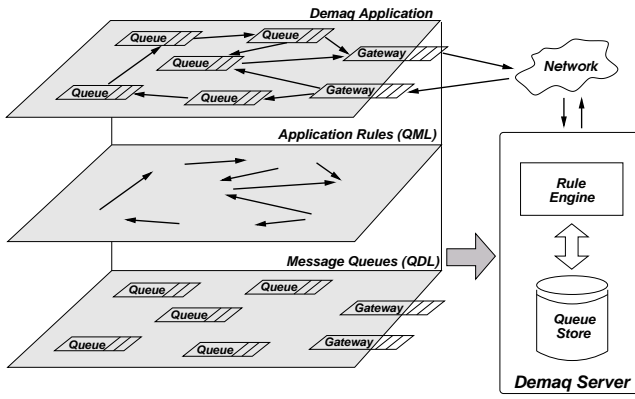 Demaq Application
Queue
Queue
Queue
Gateway
Queue
Queue
Gateway
Network
Application Rules (QML)
Rule
Engine
Message Queues (QDL)
Queue
Queue
Queue
Gateway
Queue
Queue
Gateway
Queue
Store
Demaq Server